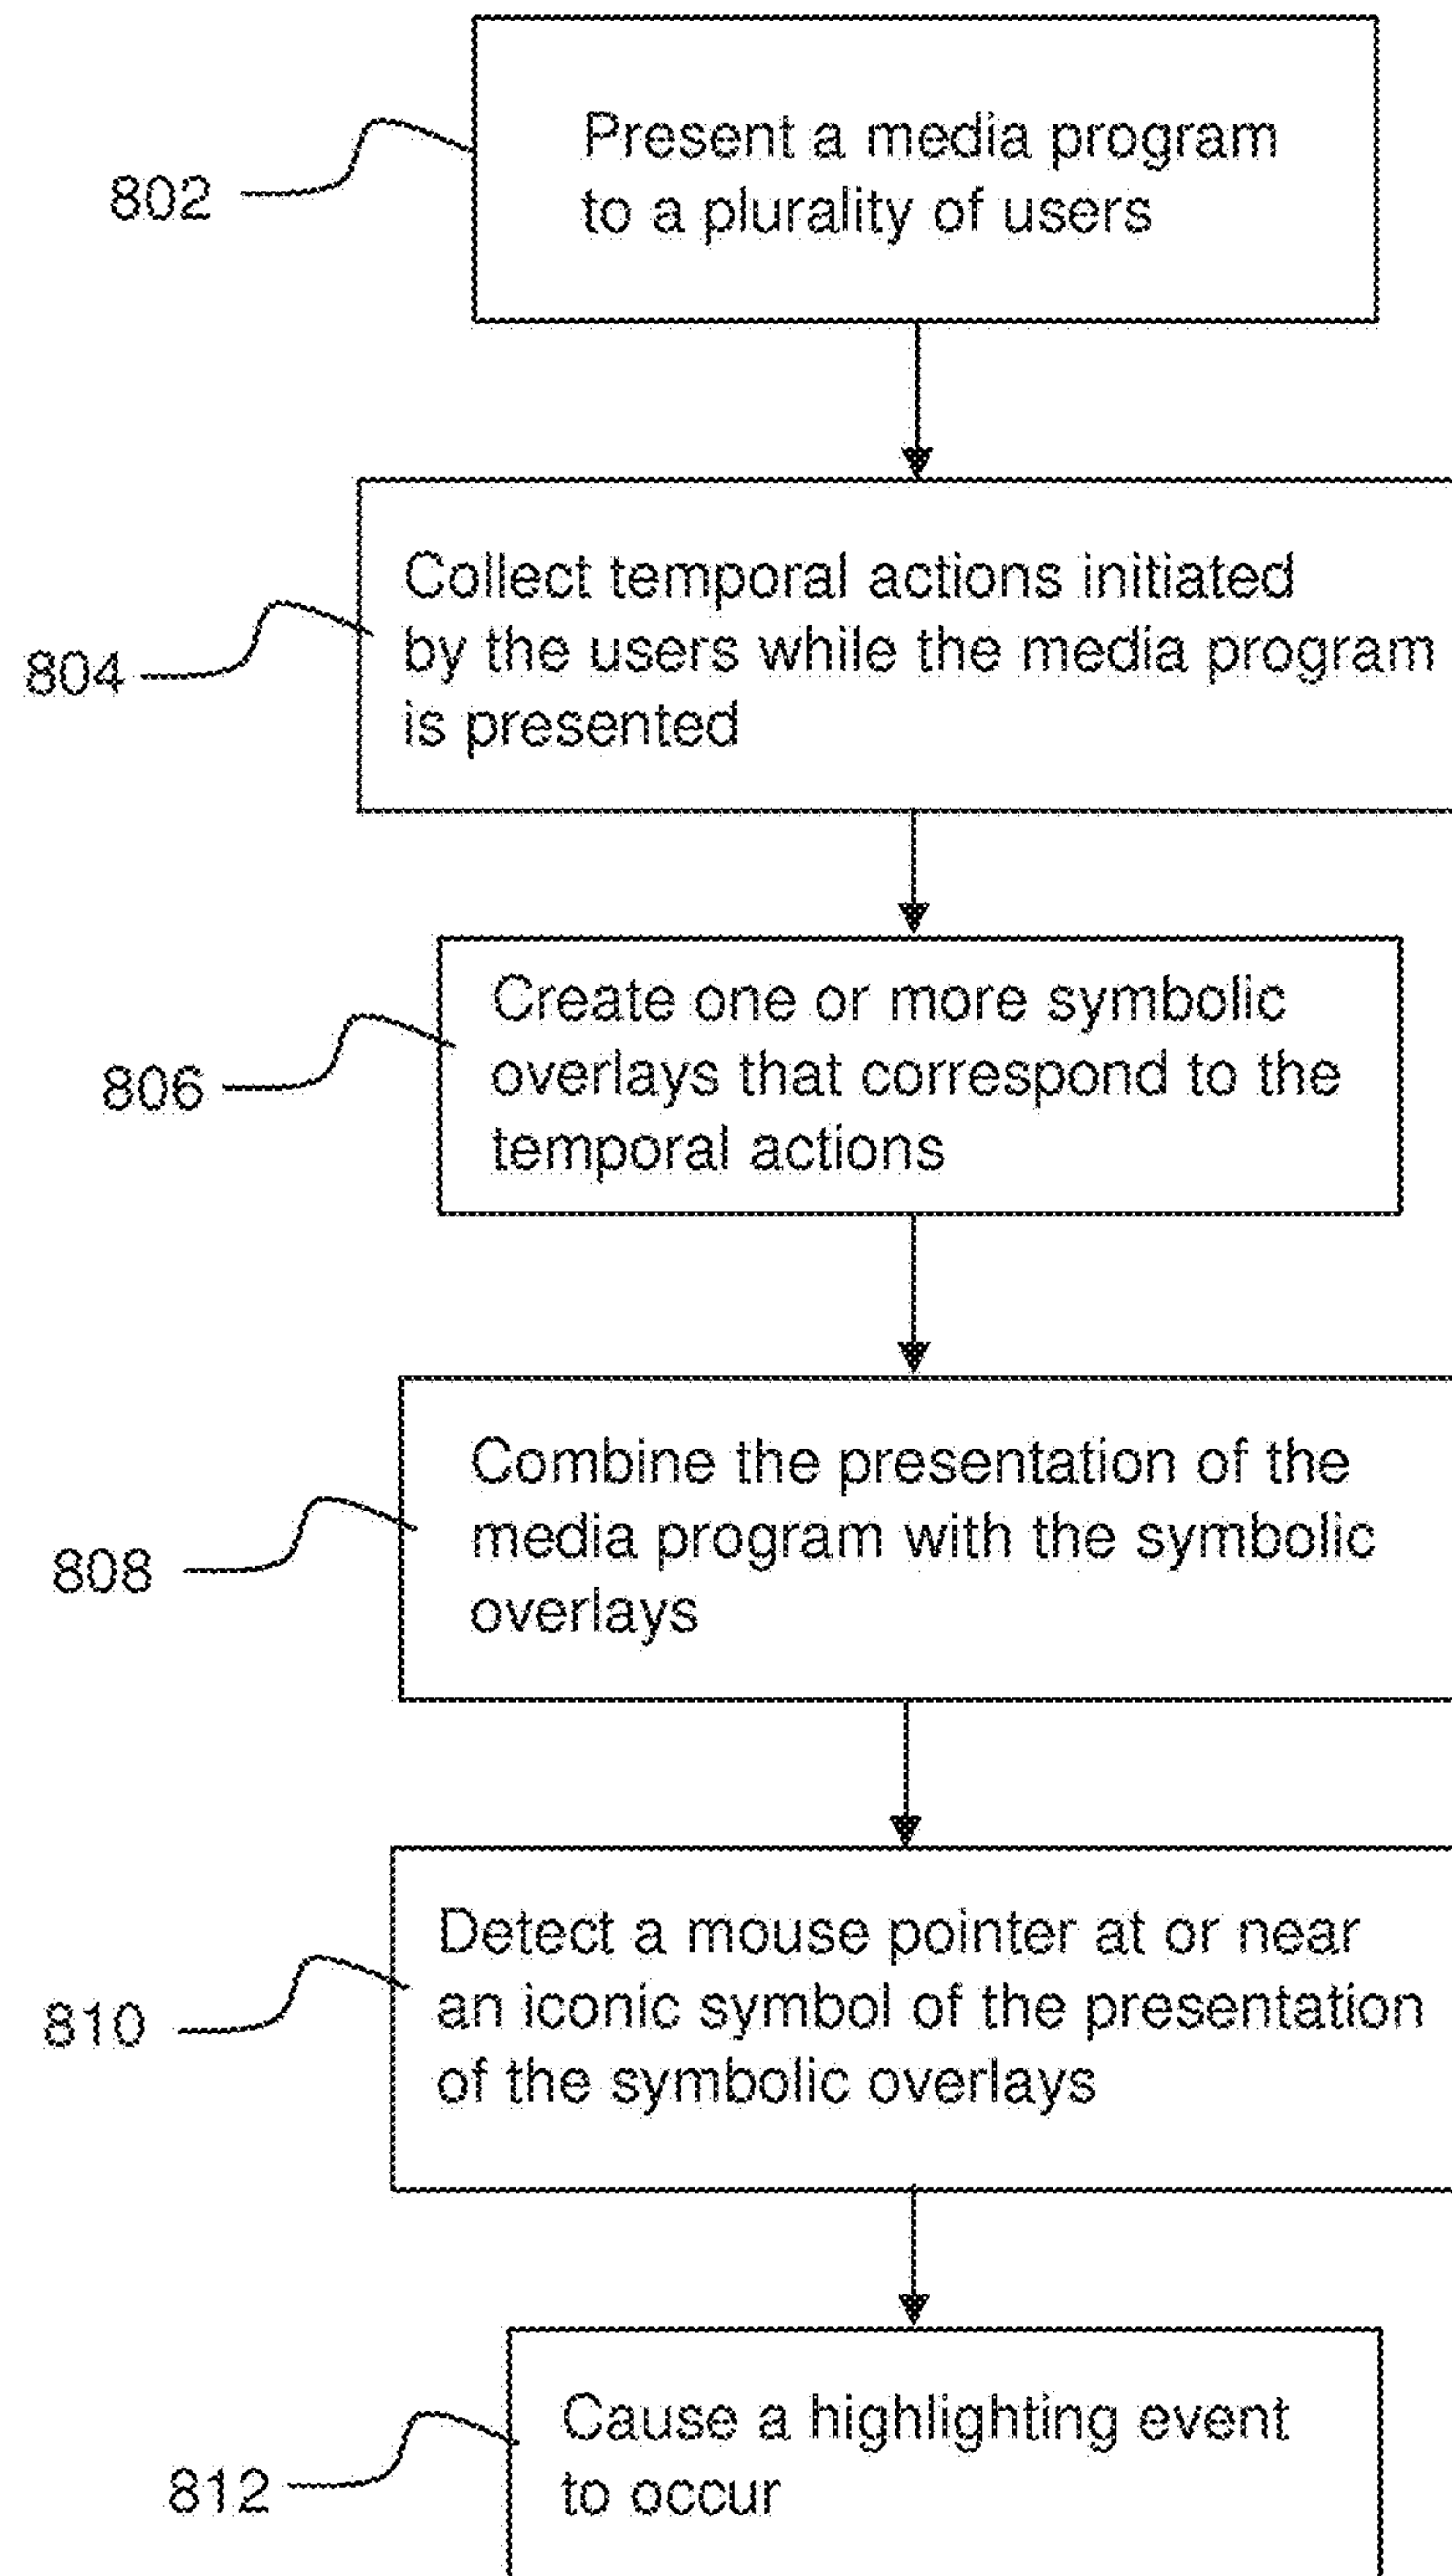 Present a media program
to a plurality of users
802
Collect temporal actions initiated
by the users while the media program
is presented
804
Create one or more symbolic
overlays that correspond to the
temporal actions
806
Combine the presentation of the
media program with the symbolic
overlays
808
Detect a mouse pointer at or near
an iconic symbol of the presentation
of the symbolic overlays
810
Cause a highlighting event
to occur
812